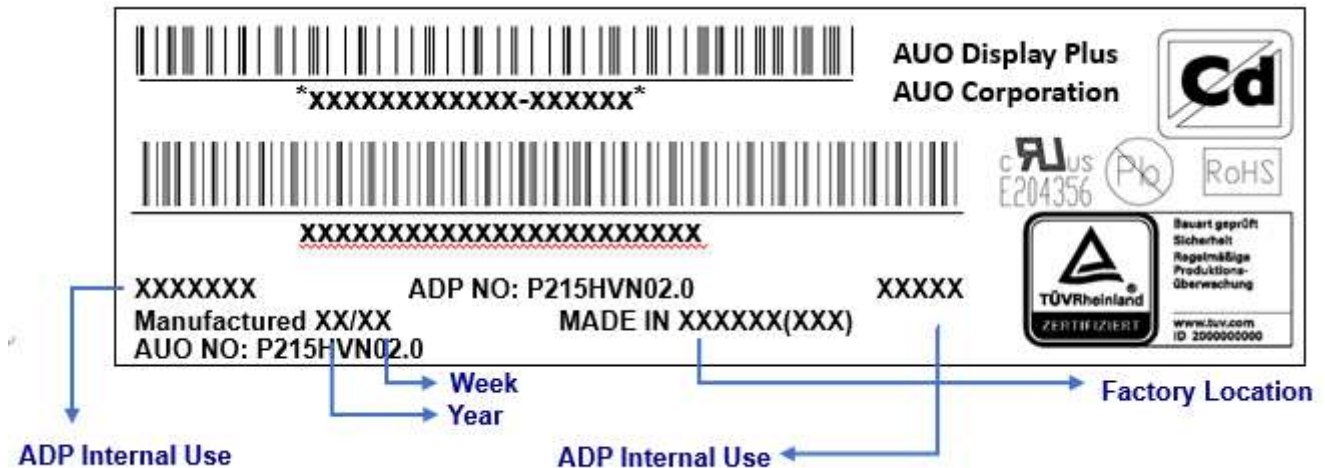 AUO Display Plus
AUO Corporation
Cd
*XXXXXXXXXXXX-XXXXXX*
c RU US
E204356
Pb
RoHS
XXXXXXXXXXXXXXXXXXXXXXX
Bauart geprüft
Sicherheit
Regelmäßige
Produktions-
überwachung
www.tuv.com
ID 2000000000
TÜVRheinland
ZERTIFIZIERT
XXXXXXX ADP NO: P215HVN02.0 XXXXX
Manufactured XX/XX MADE IN XXXXXX(XXX)
AUO NO: P215HVN02.0
Week
Year
Factory Location
ADP Internal Use
ADP Internal Use